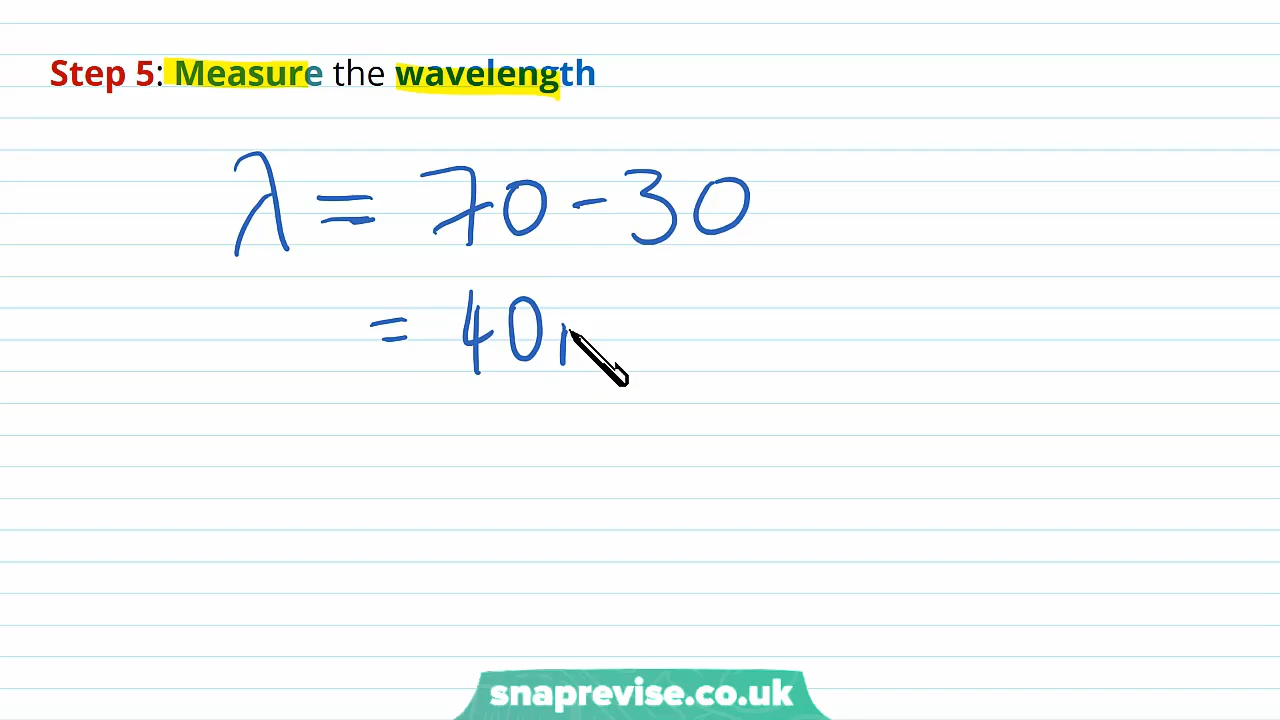 Step 5: Measure the wavelength
λ = 70 - 30
= 40
snaprevise.co.uk